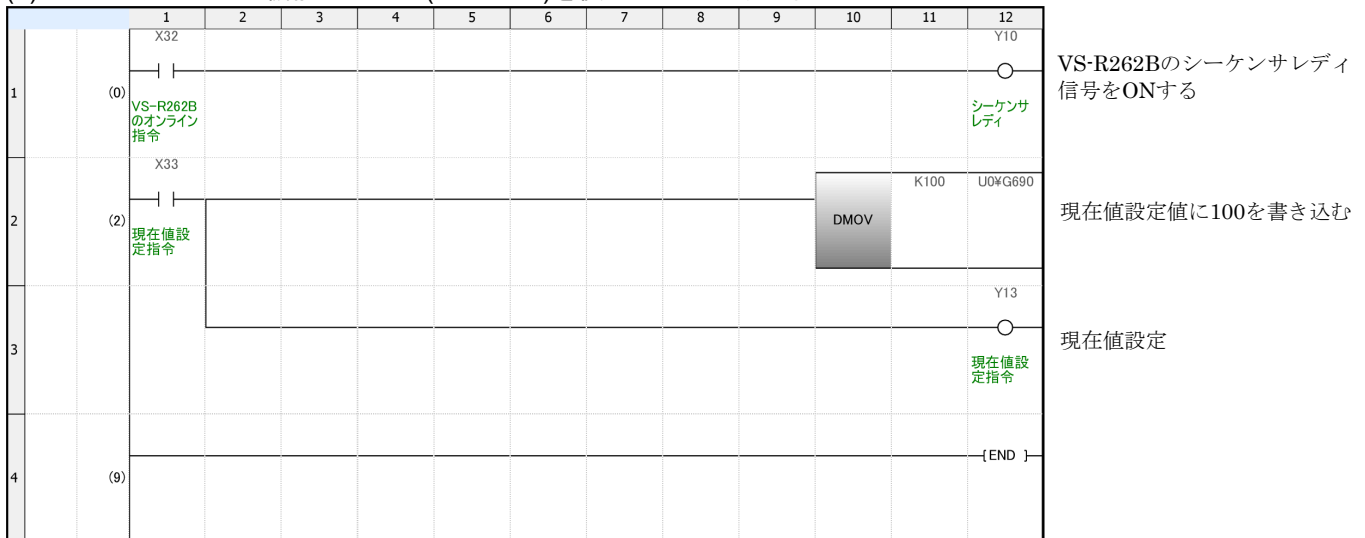 1 2 3 4 5 6 7 8 9 10 11 12
X32 Y10
1 (0)
VS-R262B
のオンライン
指令
シーケンサ
レディ
VS-R262Bのシーケンサレディ
信号をONする
X33
K100 U0¥G690
DMOV
2 (2)
現在値設
定指令
現在値設定値に100を書き込む
Y13
3
現在値設
定指令
現在値設定
{END }
4 (9)